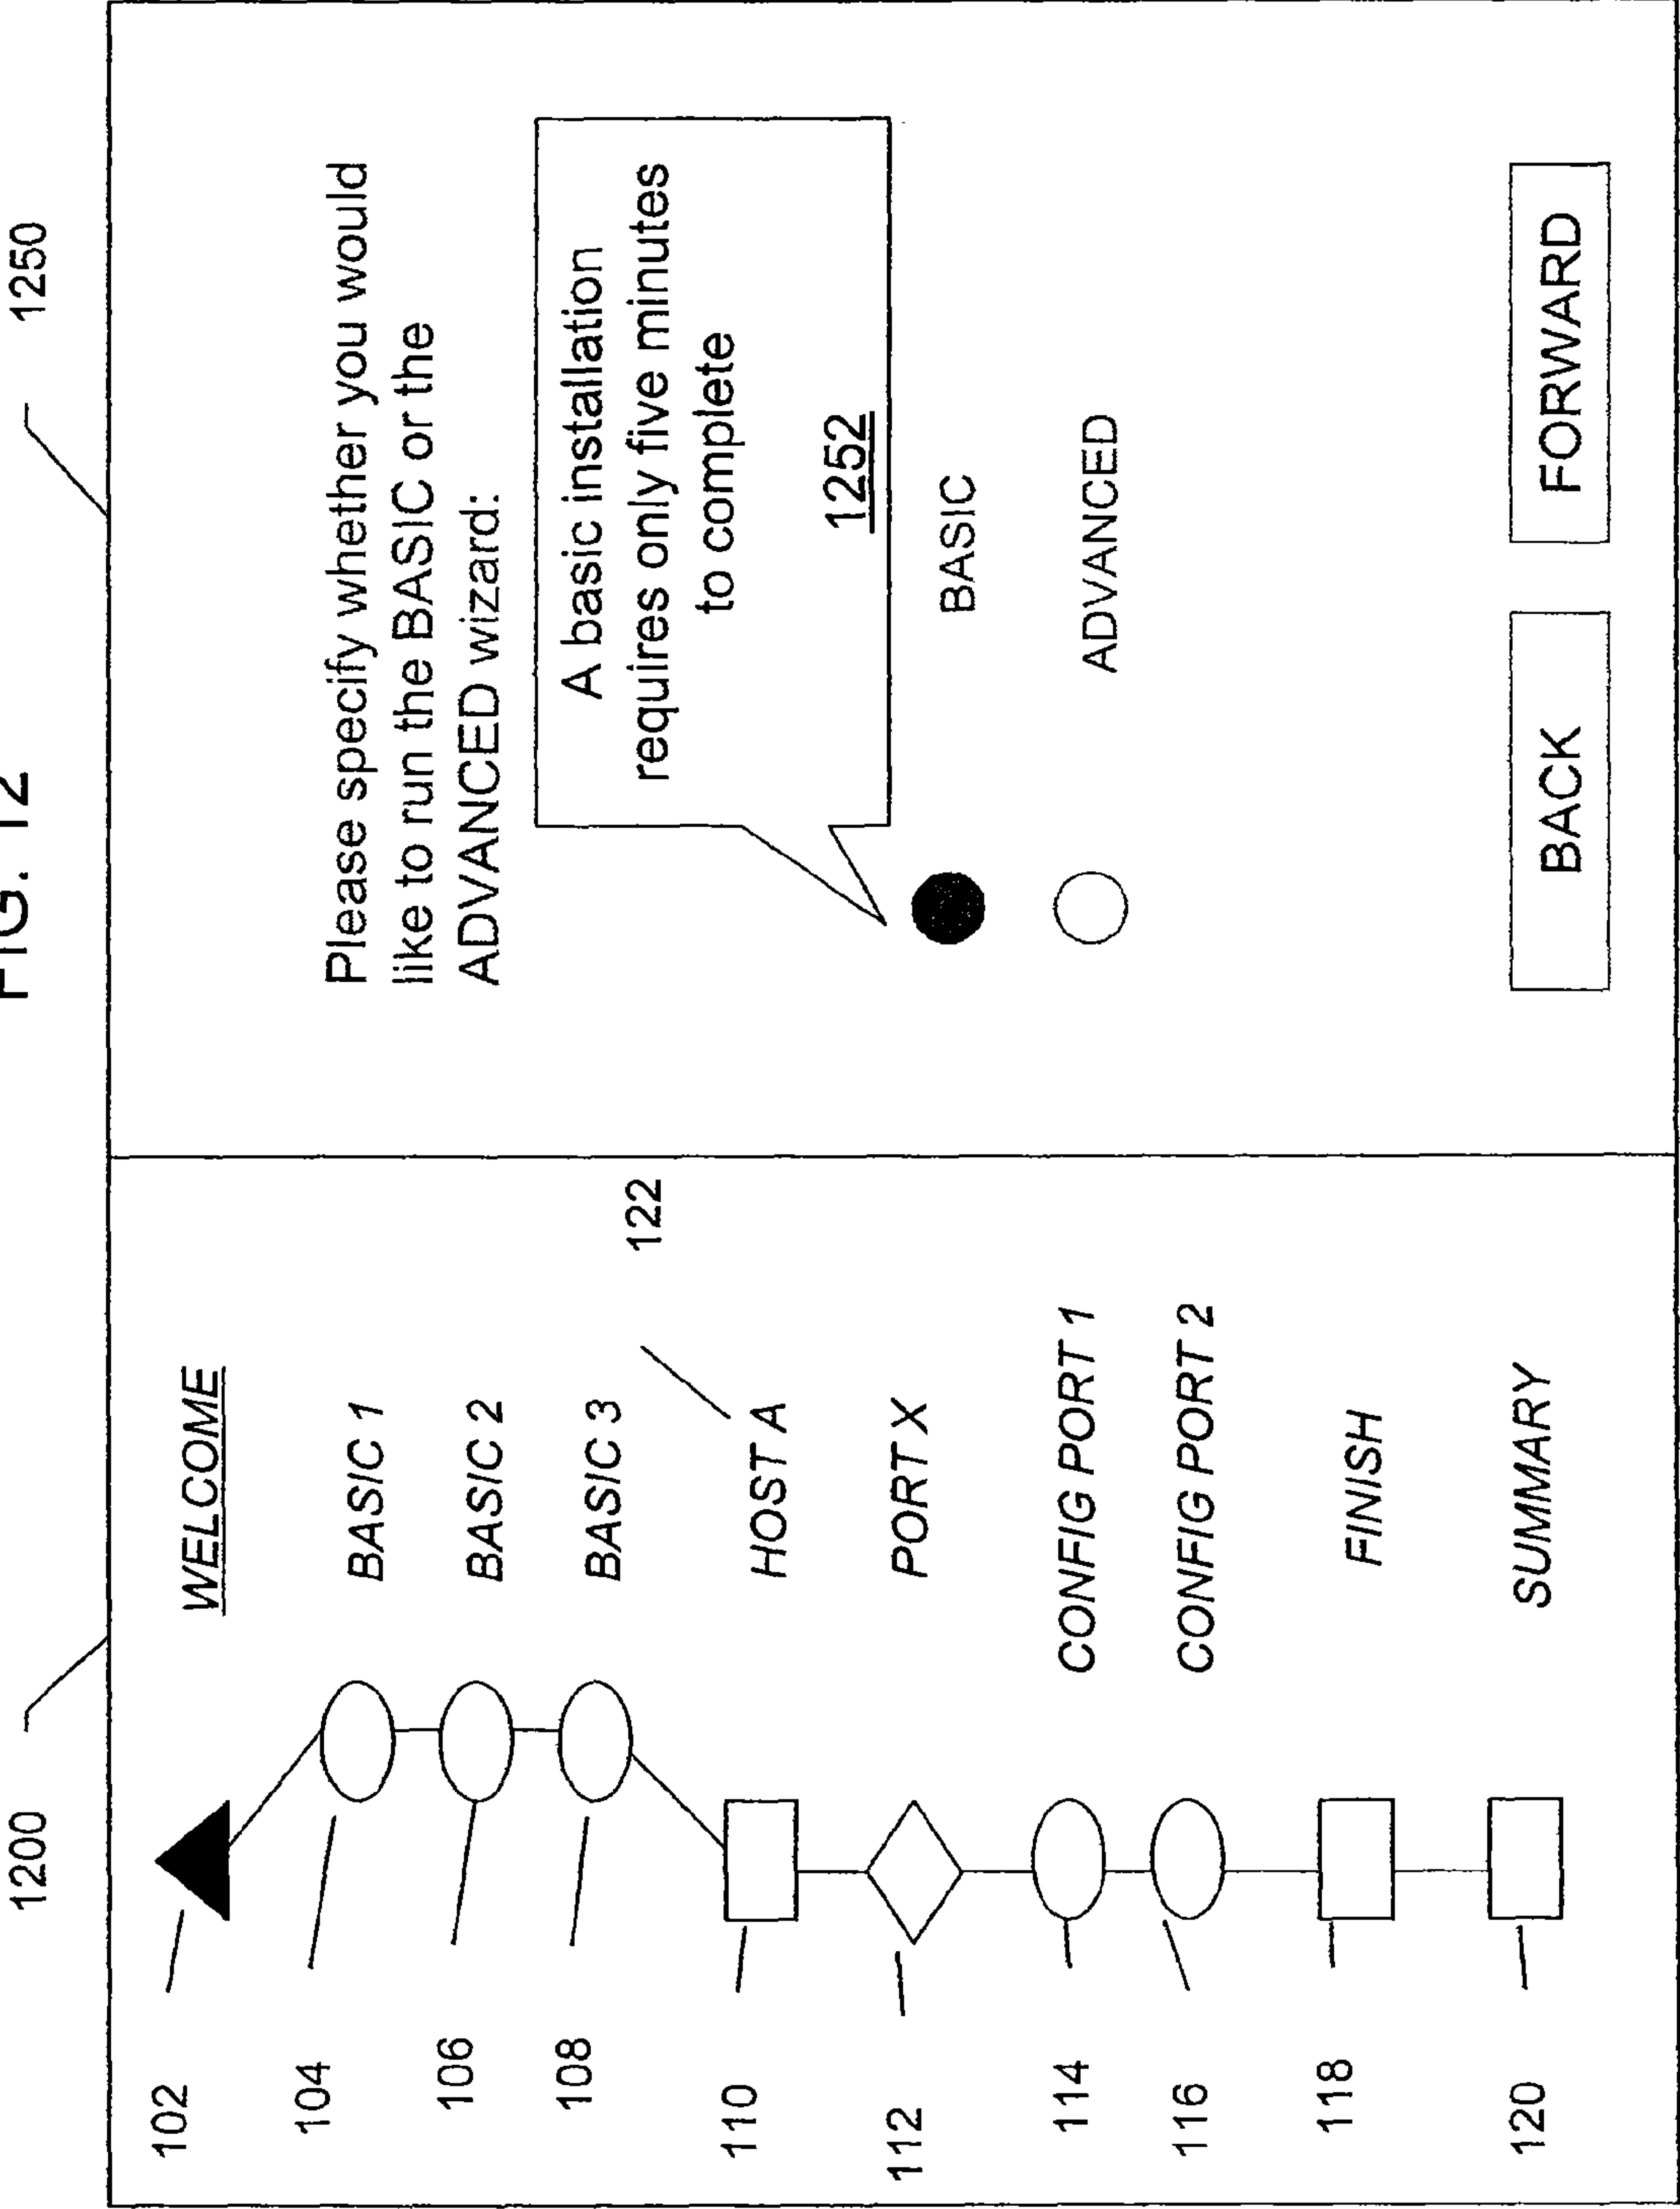 FIG. 12
1200
1250
102
WELCOME
104
BASIC 1
106
BASIC 2
108
BASIC 3
122
110
HOST A
112
PORT X
114
CONFIG PORT 1
116
CONFIG PORT 2
118
FINISH
120
SUMMARY
Please specify whether you would
like to run the BASIC or the
ADVANCED wizard:
A basic installation
requires only five minutes
to complete
1252
BASIC
ADVANCED
BACK
FORWARD